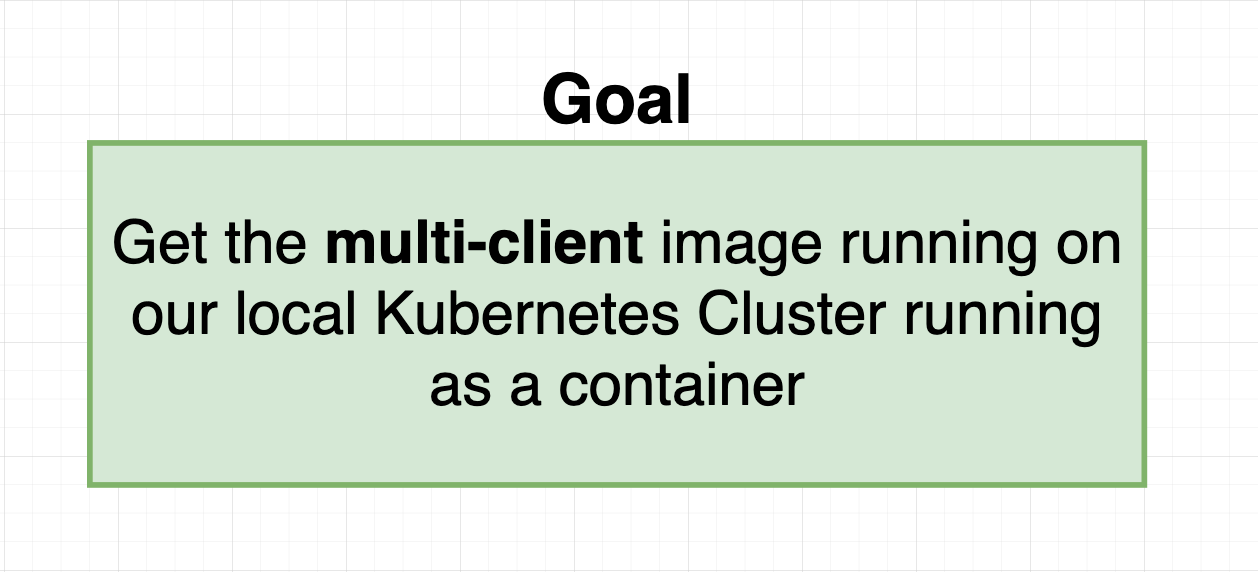 Goal
Get the multi-client image running on
our local Kubernetes Cluster running
as a container